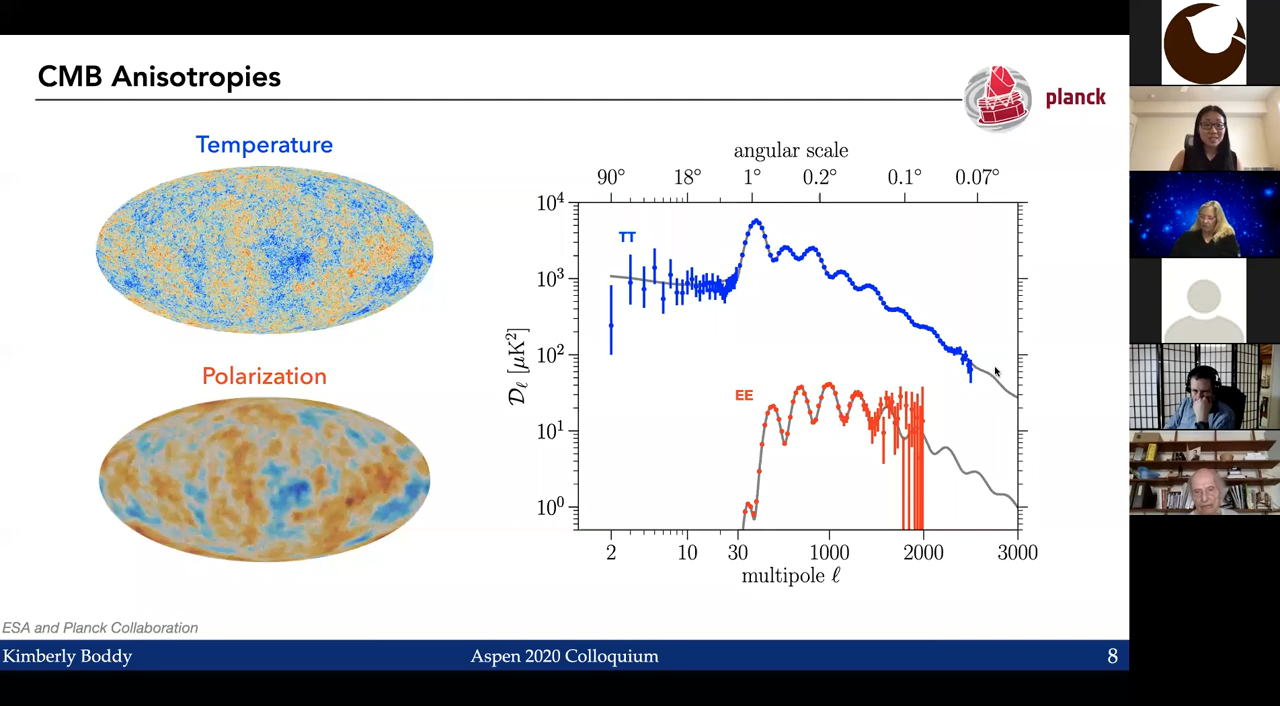 CMB Anisotropies
planck
Temperature
Polarization
angular scale
90° 18° 1° 0.2° 0.1° 0.07°
10⁴
10³
10²
10¹
10⁰
𝒟ℓ [μK²]
TT
EE
2 10 30 1000 2000 3000
multipole ℓ
ESA and Planck Collaboration
Kimberly Boddy
Aspen 2020 Colloquium
8